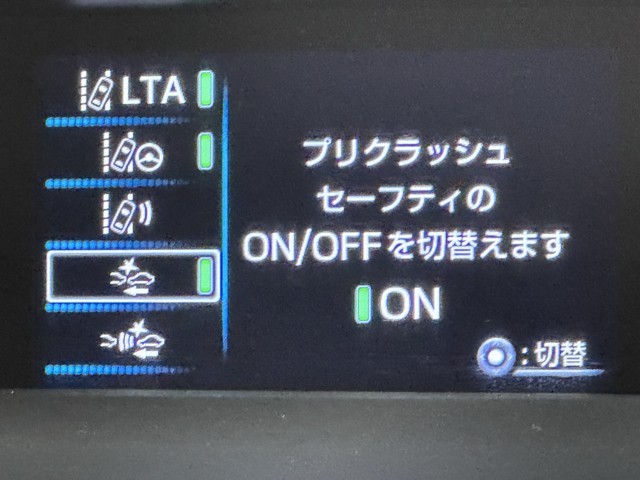 LTA
プリクラッシュ
セーフティの
ON/OFFを切替えます
ON
:切替